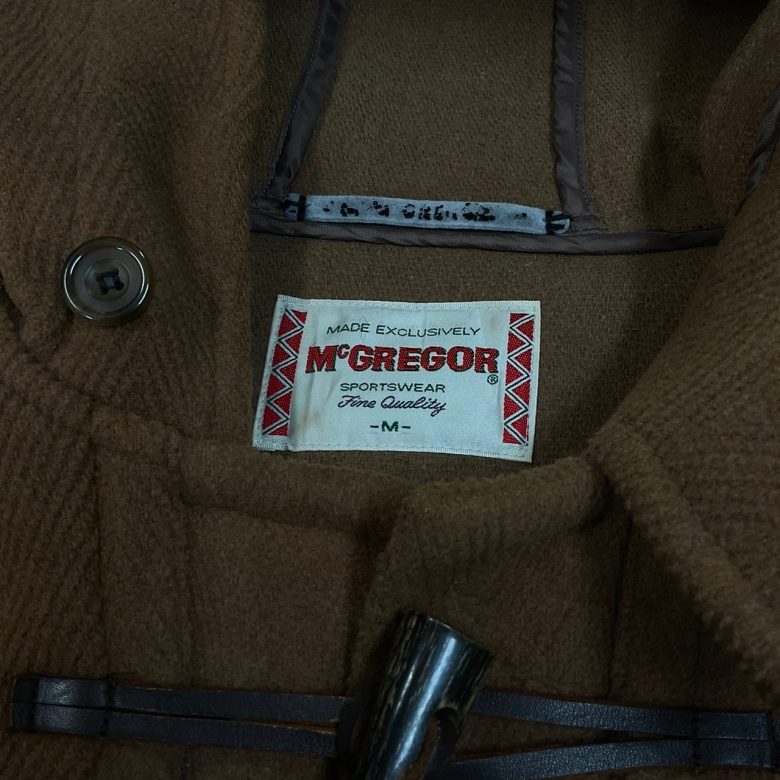 MADE EXCLUSIVELY
McGREGOR®
SPORTSWEAR
Fine Quality
-M-